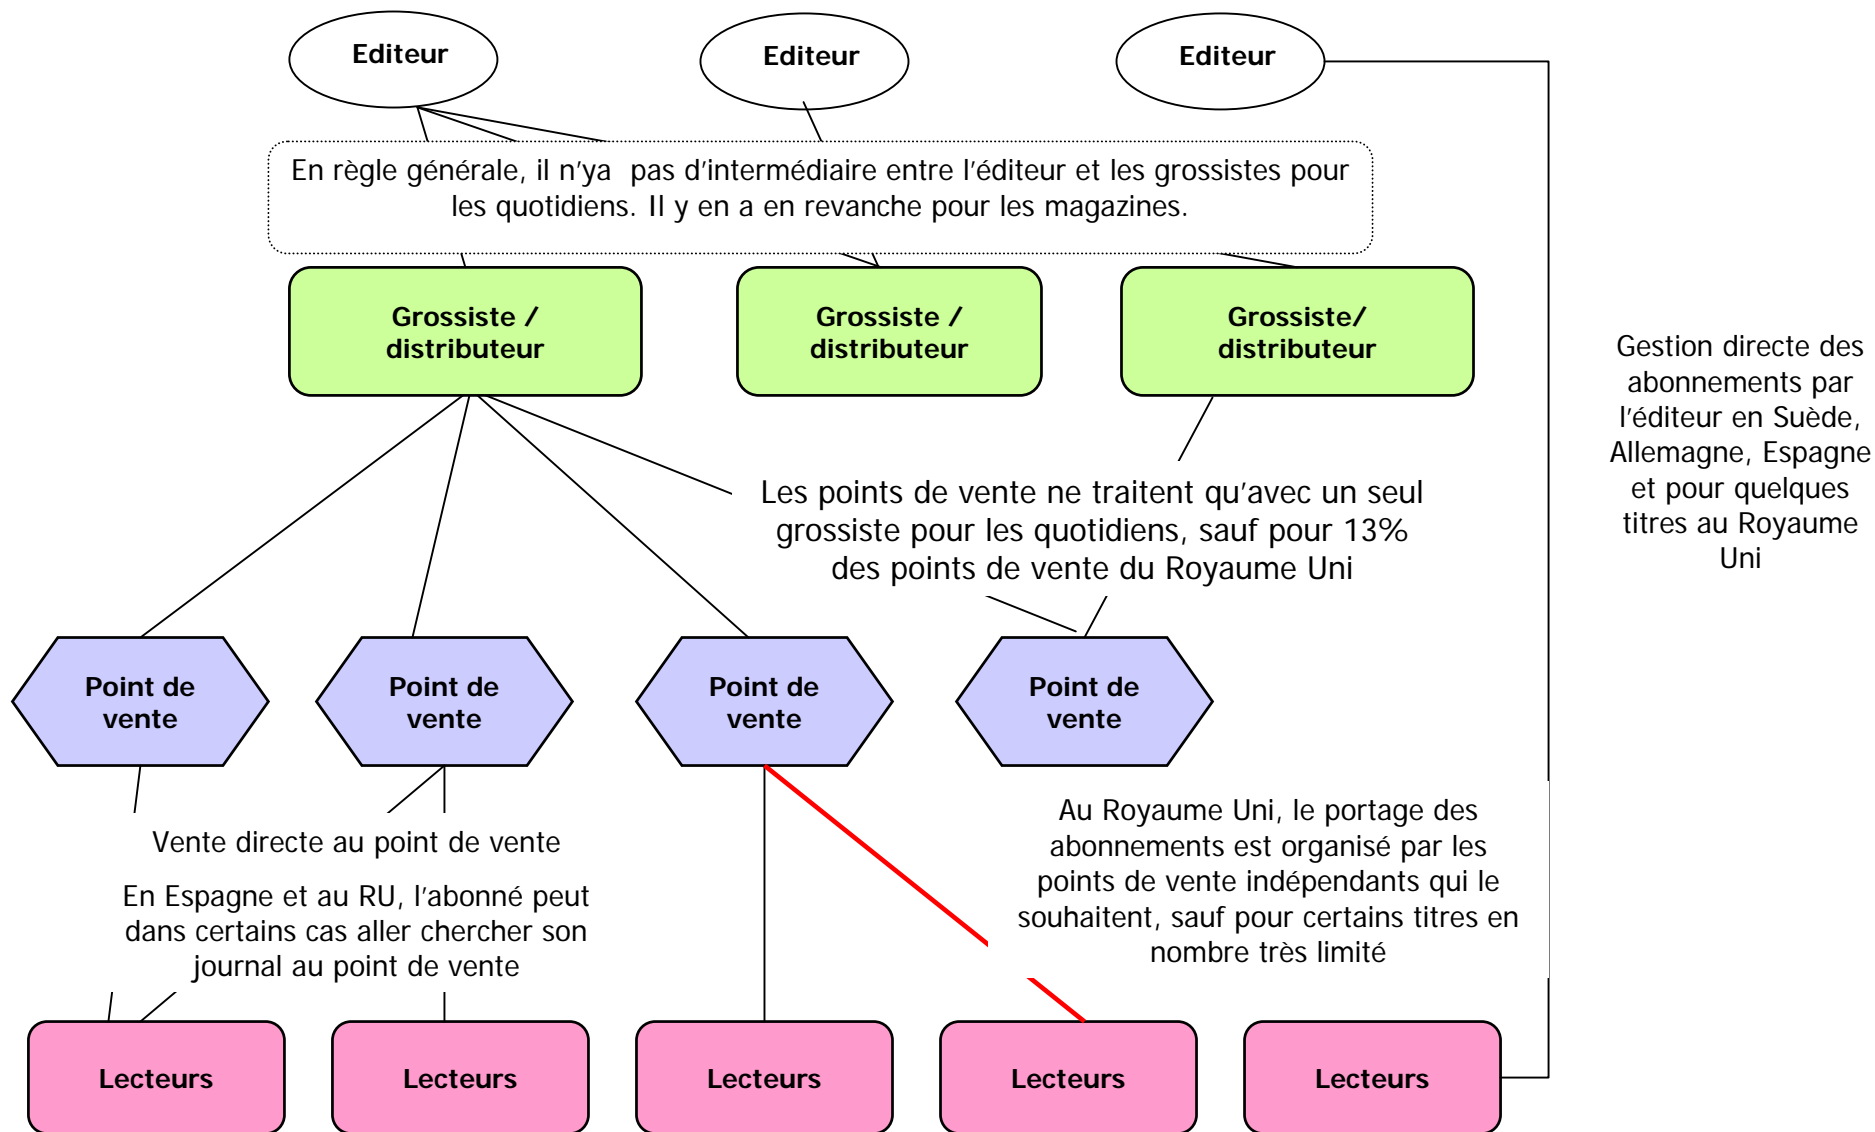 Editeur
Editeur
Editeur
En règle générale, il n'ya pas d'intermédiaire entre l'éditeur et les grossistes pour
les quotidiens. Il y en a en revanche pour les magazines.
Grossiste /
distributeur
Grossiste /
distributeur
Grossiste/
distributeur
Gestion directe des
abonnements par
l'éditeur en Suède,
Allemagne, Espagne
et pour quelques
titres au Royaume
Uni
Les points de vente ne traitent qu'avec un seul
grossiste pour les quotidiens, sauf pour 13%
des points de vente du Royaume Uni
Point de
vente
Point de
vente
Point de
vente
Point de
vente
Vente directe au point de vente
En Espagne et au RU, l'abonné peut
dans certains cas aller chercher son
journal au point de vente
Au Royaume Uni, le portage des
abonnements est organisé par les
points de vente indépendants qui le
souhaitent, sauf pour certains titres en
nombre très limité
Lecteurs
Lecteurs
Lecteurs
Lecteurs
Lecteurs